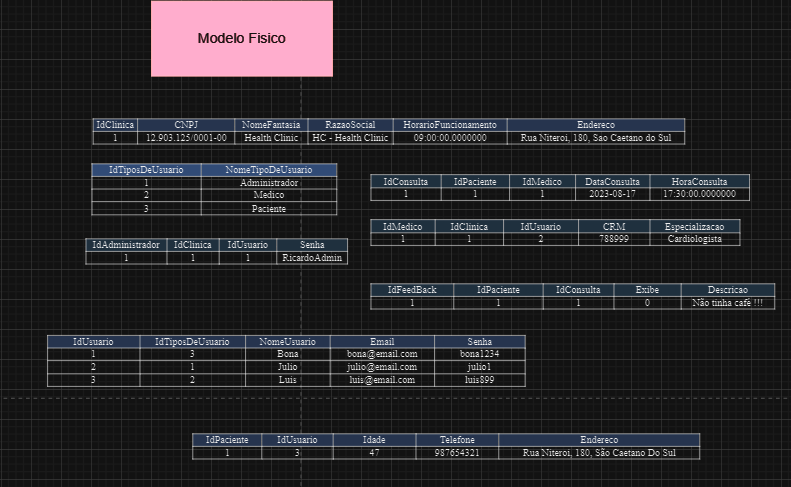 Modelo Fisico
IdClinica CNPJ NomeFantasia RazaoSocial HorarioFuncionamento Endereco
1 12.903.125/0001-00 Health Clinic HC - Health Clinic 09:00:00.0000000 Rua Niteroi, 180, Sao Caetano do Sul
IdTiposDeUsuario NomeTipoDeUsuario
1 Administrador
2 Medico
3 Paciente
IdConsulta IdPaciente IdMedico DataConsulta HoraConsulta
1 1 1 2023-08-17 17:30:00.0000000
IdMedico IdClinica IdUsuario CRM Especializacao
1 1 2 788999 Cardiologista
IdAdministrador IdClinica IdUsuario Senha
1 1 1 RicardoAdmin
IdFeedBack IdPaciente IdConsulta Exibe Descricao
1 1 1 0 Não tinha café !!!
IdUsuario IdTiposDeUsuario NomeUsuario Email Senha
1 3 Bona bona@email.com bona1234
2 1 Julio julio@email.com julio1
3 2 Luis luis@email.com luis899
IdPaciente IdUsuario Idade Telefone Endereco
1 3 47 987654321 Rua Niteroi, 180, São Caetano Do Sul